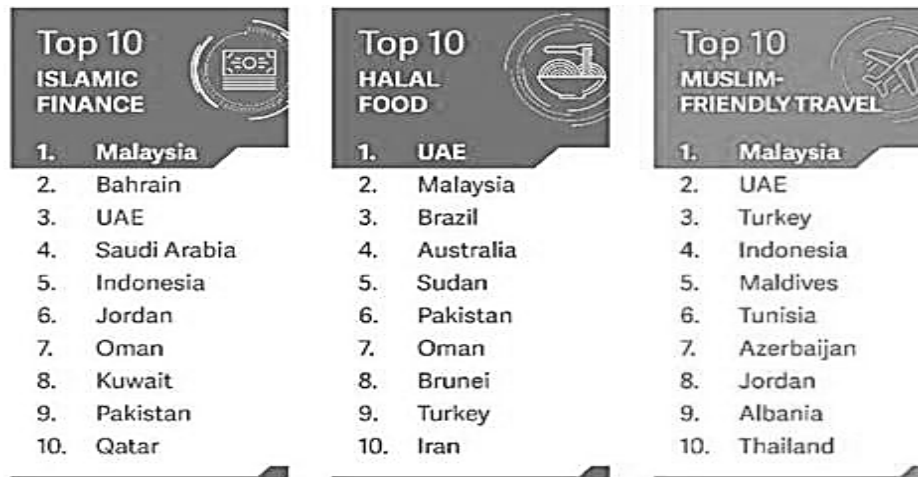 Top 10
ISLAMIC
FINANCE
1. Malaysia
2. Bahrain
3. UAE
4. Saudi Arabia
5. Indonesia
6. Jordan
7. Oman
8. Kuwait
9. Pakistan
10. Qatar
Top 10
HALAL
FOOD
1. UAE
2. Malaysia
3. Brazil
4. Australia
5. Sudan
6. Pakistan
7. Oman
8. Brunei
9. Turkey
10. Iran
Top 10
MUSLIM-
FRIENDLY TRAVEL
1. Malaysia
2. UAE
3. Turkey
4. Indonesia
5. Maldives
6. Tunisia
7. Azerbaijan
8. Jordan
9. Albania
10. Thailand